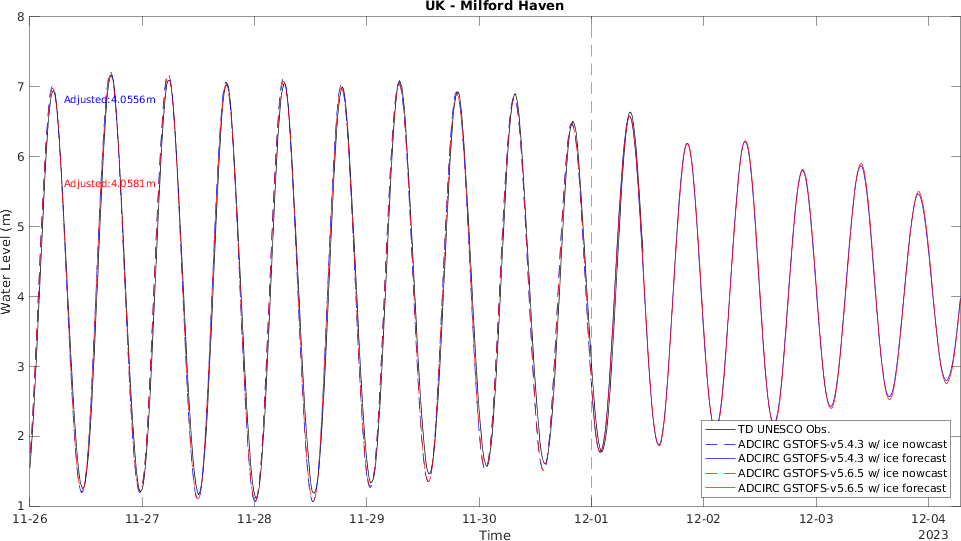 UK - Milford Haven
8
7
6
5
4
3
2
1
Water Level (m)
Adjusted:4.0556m
Adjusted:4.0581m
TD UNESCO Obs.
ADCIRC GSTOFS-v5.4.3 w/ ice nowcast
ADCIRC GSTOFS-v5.4.3 w/ ice forecast
ADCIRC GSTOFS-v5.6.5 w/ ice nowcast
ADCIRC GSTOFS-v5.6.5 w/ ice forecast
11-26 11-27 11-28 11-29 11-30 12-01 12-02 12-03 12-04
Time
2023